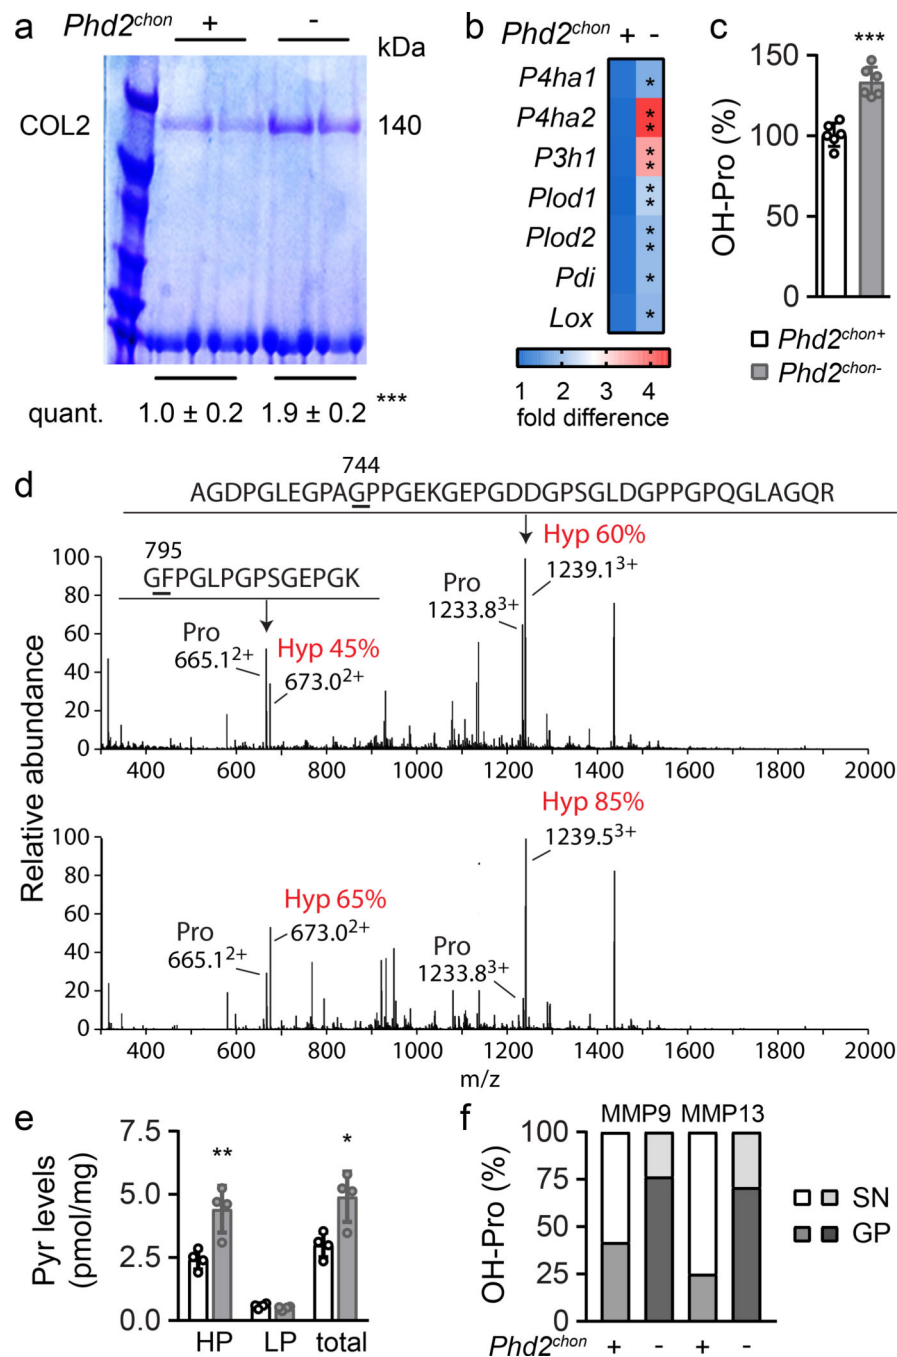 a
Phd2chon + -
kDa
COL2
140
quant. 1.0 ± 0.2 1.9 ± 0.2 ***
b
Phd2chon + -
P4ha1 *
P4ha2 **
P3h1 **
Plod1 **
Plod2 **
Pdi *
Lox *
1 2 3 4
fold difference
c
***
OH-Pro (%)
150
100
50
0
Phd2chon+
Phd2chon-
d
744
AGDPGLEGPAGPPGEKGEPGDDGPSGLDGPPGPQGLAGQR
795
GFPGLPGPSGEPGK
Relative abundance
100
80
60
40
20
0
Pro
665.12+
Hyp 45%
673.02+
Pro
1233.83+
Hyp 60%
1239.13+
400 600 800 1000 1200 1400 1600 1800 2000
100
80
60
40
20
0
Pro
665.12+
Hyp 65%
673.02+
Pro
1233.83+
Hyp 85%
1239.53+
400 600 800 1000 1200 1400 1600 1800 2000
m/z
e
Pyr levels
(pmol/mg)
7.5
5.0
2.5
0.0
**
*
HP LP total
f
MMP9 MMP13
OH-Pro (%)
100
75
50
25
0
SN
GP
Phd2chon + - + -